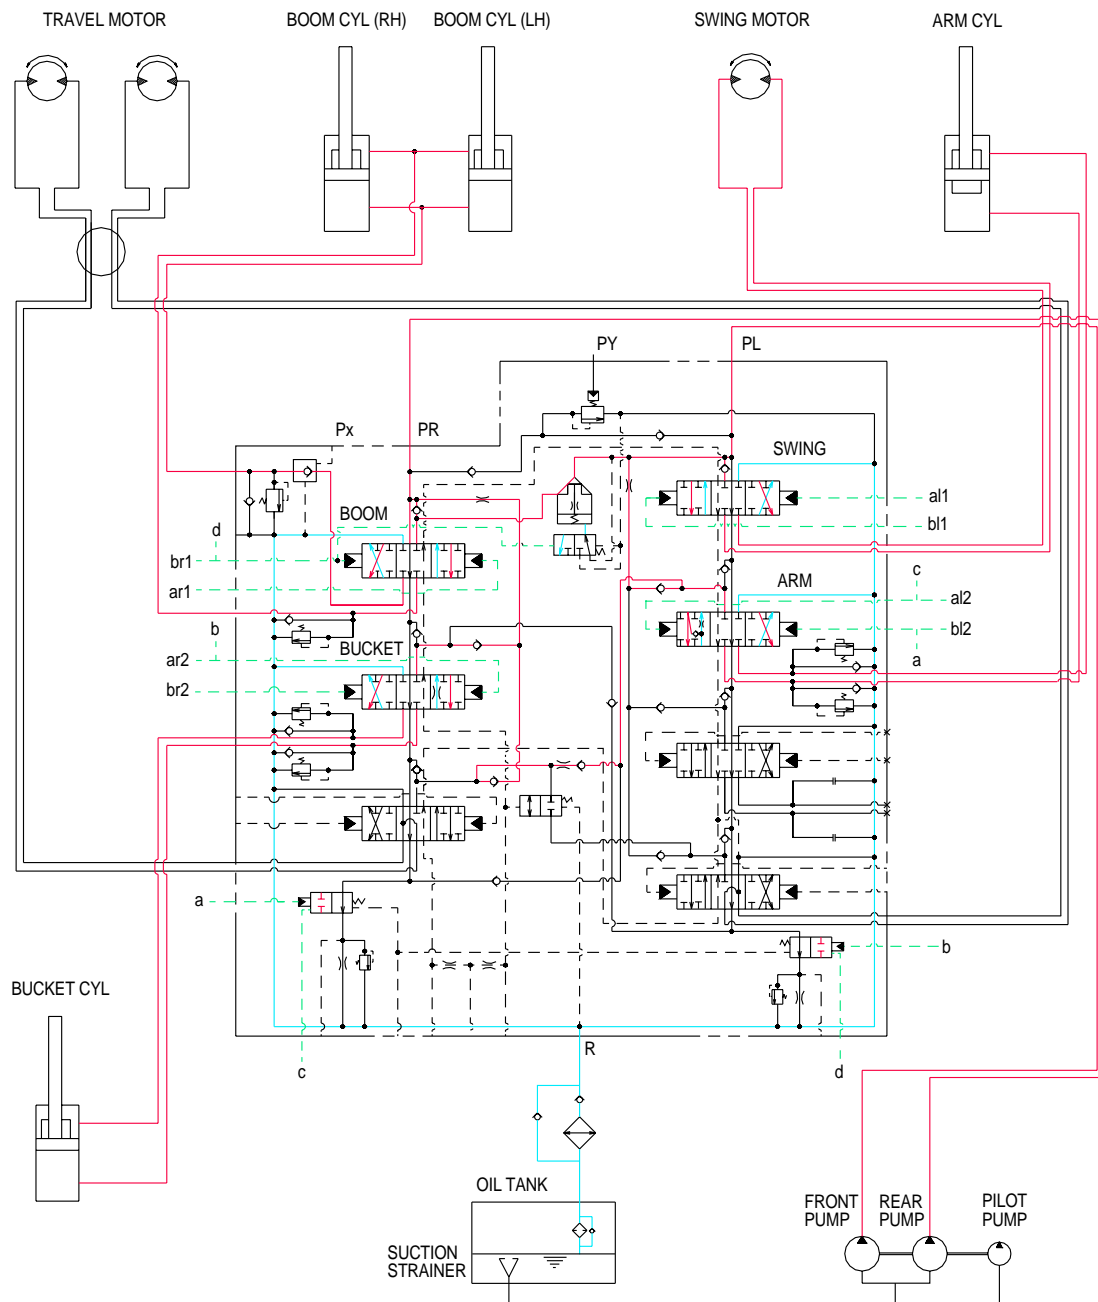 TRAVEL MOTOR
BOOM CYL (RH)
BOOM CYL (LH)
SWING MOTOR
ARM CYL
PY
PL
Px
PR
SWING
al1
bl1
BOOM
d
br1
ar1
c
ARM
al2
bl2
a
b
BUCKET
ar2
br2
a
b
BUCKET CYL
R
c
d
OIL TANK
SUCTION
STRAINER
FRONT
PUMP
REAR
PUMP
PILOT
PUMP